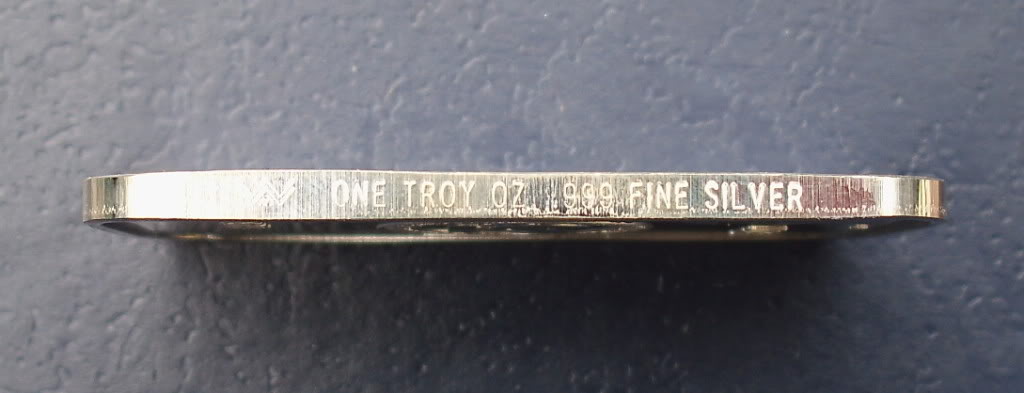 ONE TROY OZ. .999 FINE SILVER